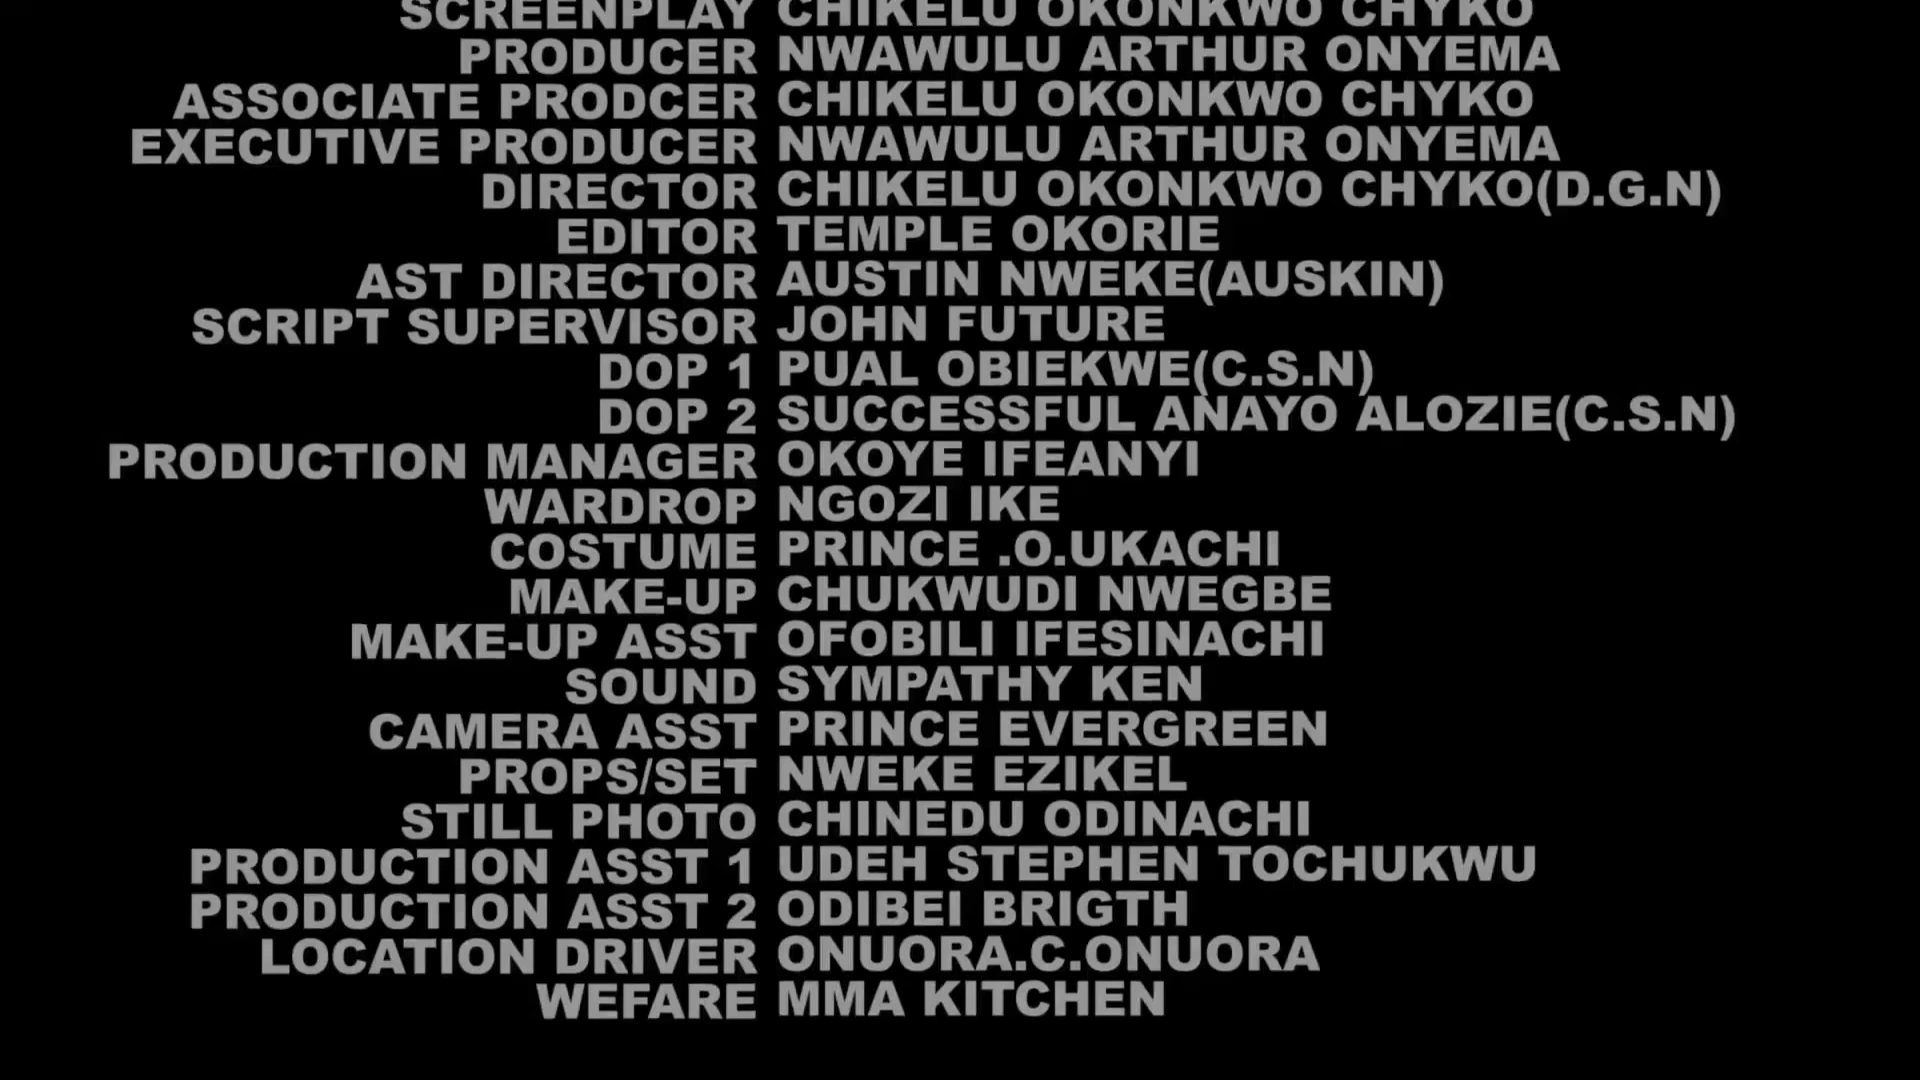 SCREENPLAY CHIKELU OKONKWO CHYKO
PRODUCER NWAWULU ARTHUR ONYEMA
ASSOCIATE PRODCER CHIKELU OKONKWO CHYKO
EXECUTIVE PRODUCER NWAWULU ARTHUR ONYEMA
DIRECTOR CHIKELU OKONKWO CHYKO(D.G.N)
EDITOR TEMPLE OKORIE
AST DIRECTOR AUSTIN NWEKE(AUSKIN)
SCRIPT SUPERVISOR JOHN FUTURE
DOP 1 PUAL OBIEKWE(C.S.N)
DOP 2 SUCCESSFUL ANAYO ALOZIE(C.S.N)
PRODUCTION MANAGER OKOYE IFEANYI
WARDROP NGOZI IKE
COSTUME PRINCE .O.UKACHI
MAKE-UP CHUKWUDI NWEGBE
MAKE-UP ASST OFOBILI IFESINACHI
SOUND SYMPATHY KEN
CAMERA ASST PRINCE EVERGREEN
PROPS/SET NWEKE EZIKEL
STILL PHOTO CHINEDU ODINACHI
PRODUCTION ASST 1 UDEH STEPHEN TOCHUKWU
PRODUCTION ASST 2 ODIBEI BRIGTH
LOCATION DRIVER ONUORA.C.ONUORA
WEFARE MMA KITCHEN